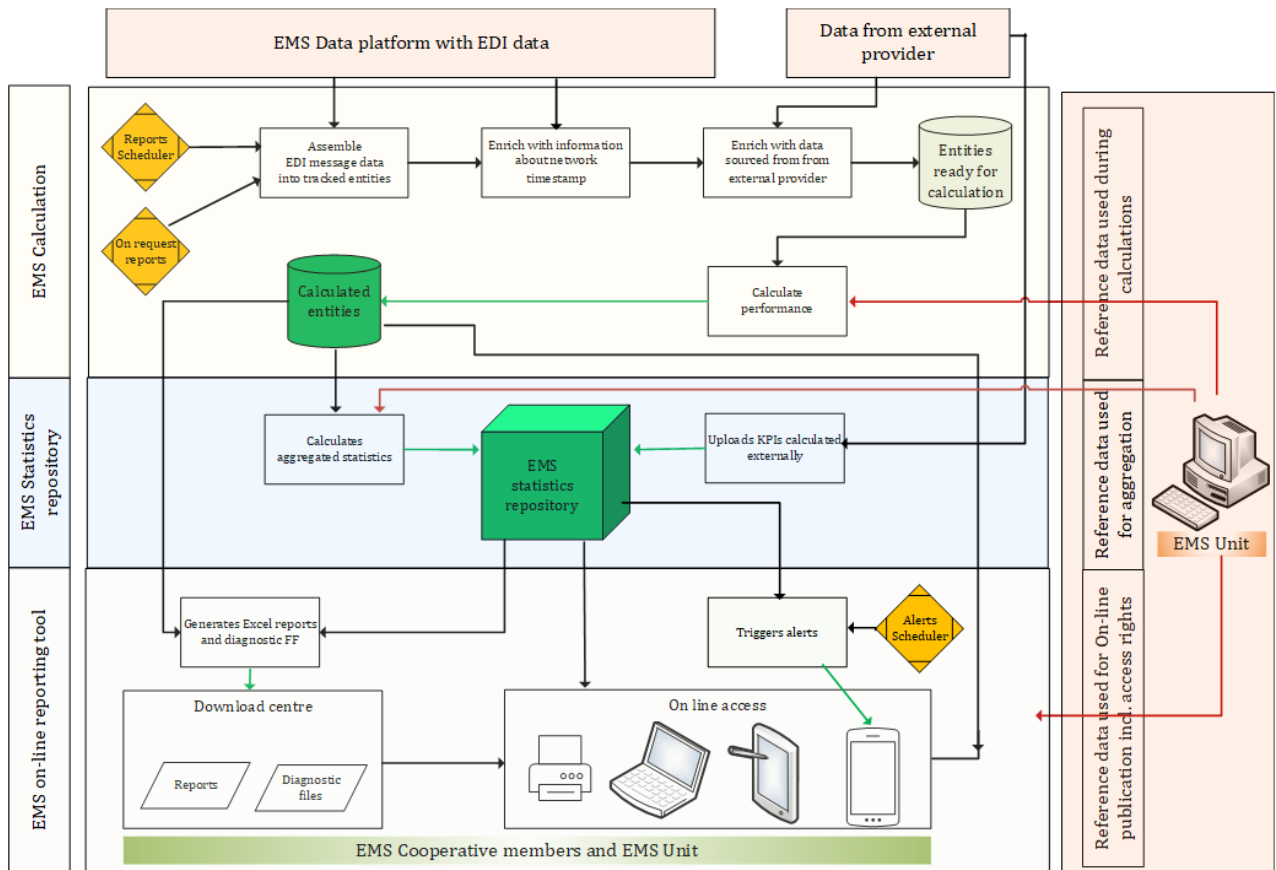 EMS Data platform with EDI data
Data from external
provider
EMS Calculation
Reports
Scheduler
Assemble
EDI message data
into tracked entities
Enrich with information
about network
timestamp
Enrich with data
sourced from from
external provider
Entities
ready for
calculation
On request
reports
Calculated
entities
Calculate
performance
Reference data used during
calculations
EMS Statistics
repository
Calculates
aggregated statistics
EMS
statistics
repository
Uploads KPIs calculated
externally
Reference data used
for aggregation
EMS Unit
EMS on-line reporting tool
Generates Excel reports
and diagnostic FF
Triggers alerts
Alerts
Scheduler
Download centre
Reports
Diagnostic
files
On line access
Reference data used for On-line
publication incl. access rights
EMS Cooperative members and EMS Unit